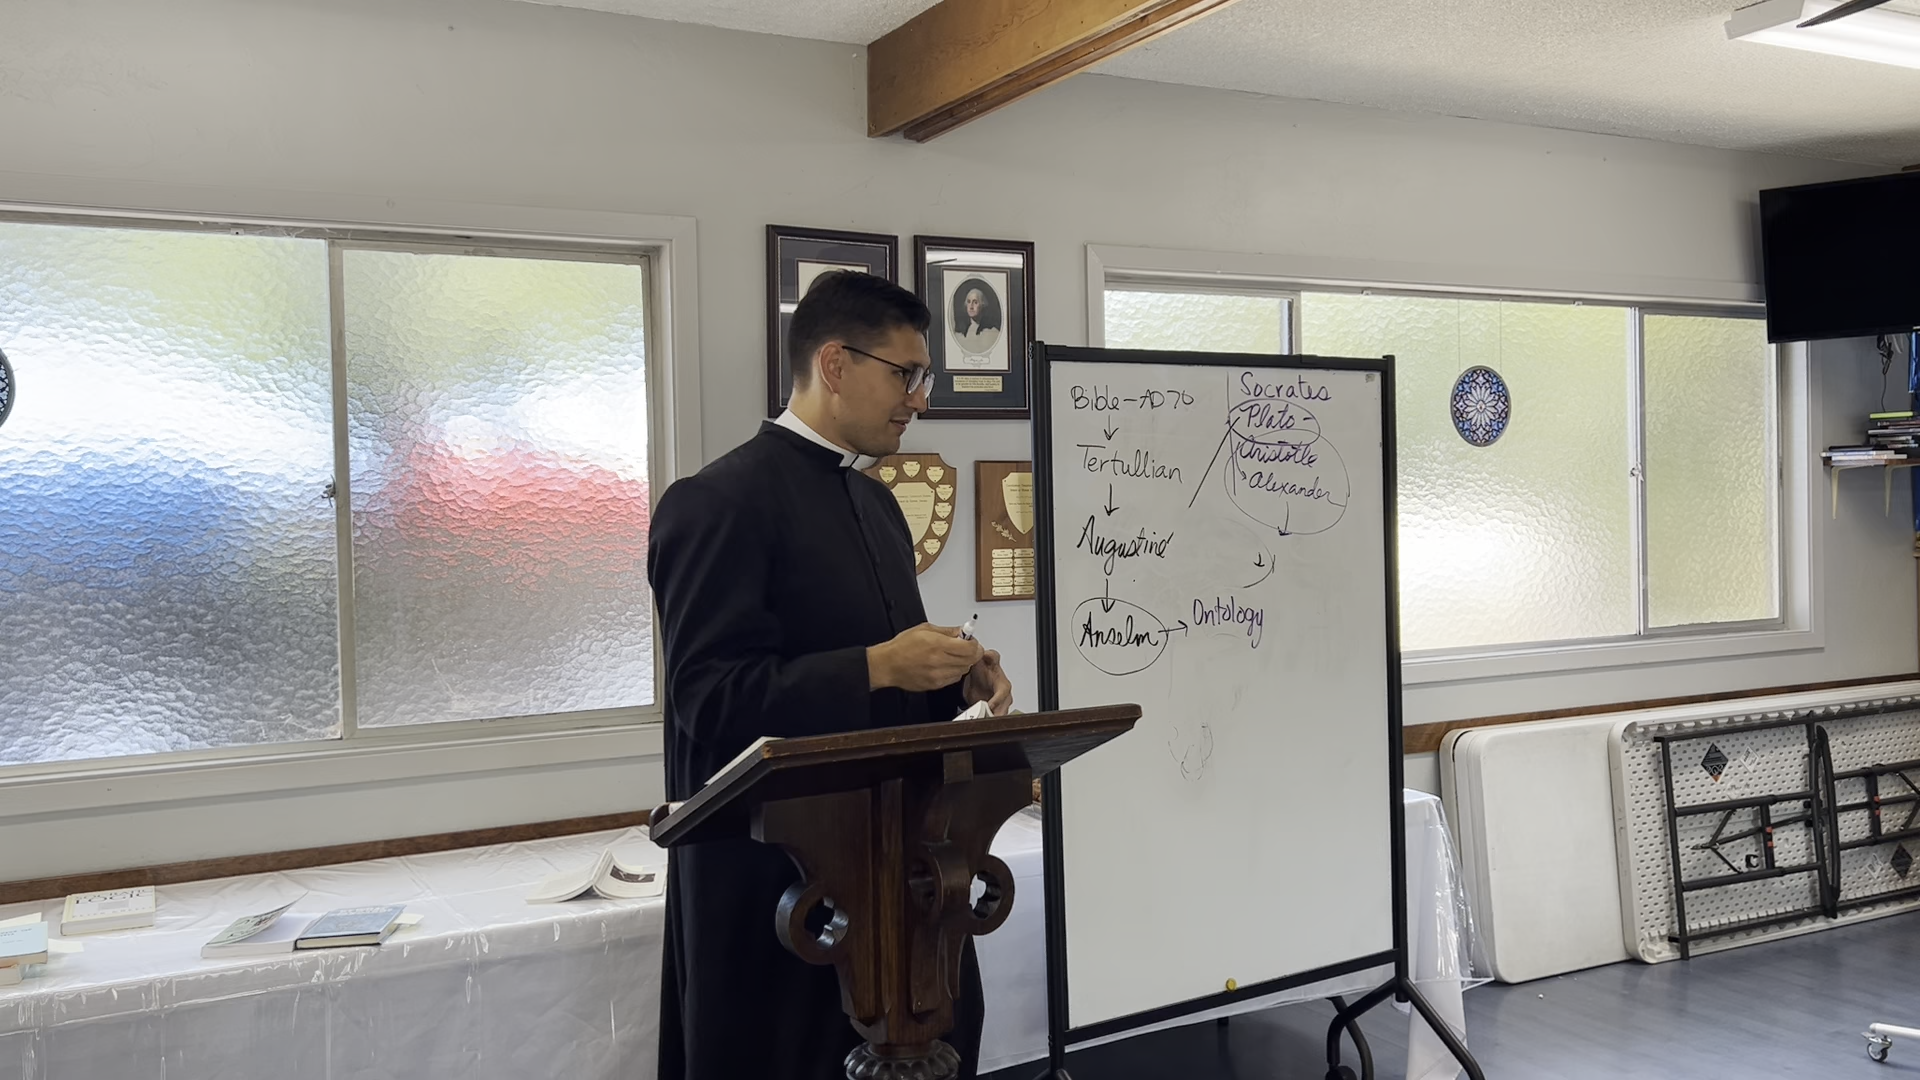 Bible - AD 70
Tertullian
Augustine
Anselm → Ontology
Socrates
Plato -
Aristotle
Alexander